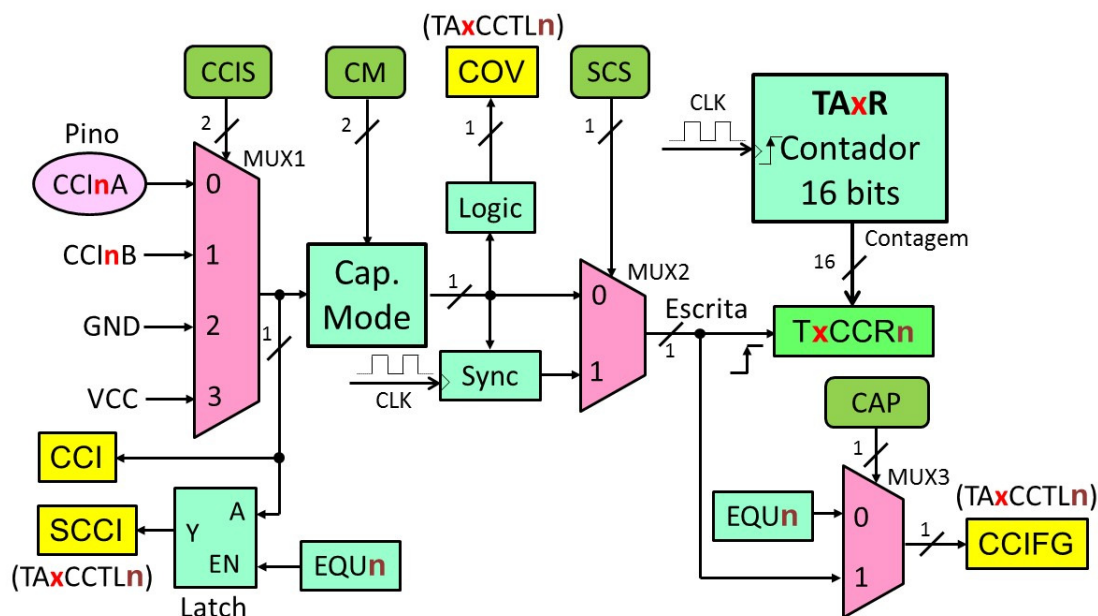 (TAxCCTLn)
CCIS
CM
COV
SCS
2
2
1
1
CLK
TAxR
Contador
16 bits
Pino
CCInA
MUX1
0
Logic
Contagem
16
CCInB
1
Cap.
Mode
1
MUX2
0
Escrita
1
TxCCRn
GND
2
1
Sync
1
CLK
VCC
3
CAP
1
CCI
MUX3
(TAxCCTLn)
SCCI
Y
A
EN
EQUn
EQUn
0
1
1
CCIFG
(TAxCCTLn)
Latch